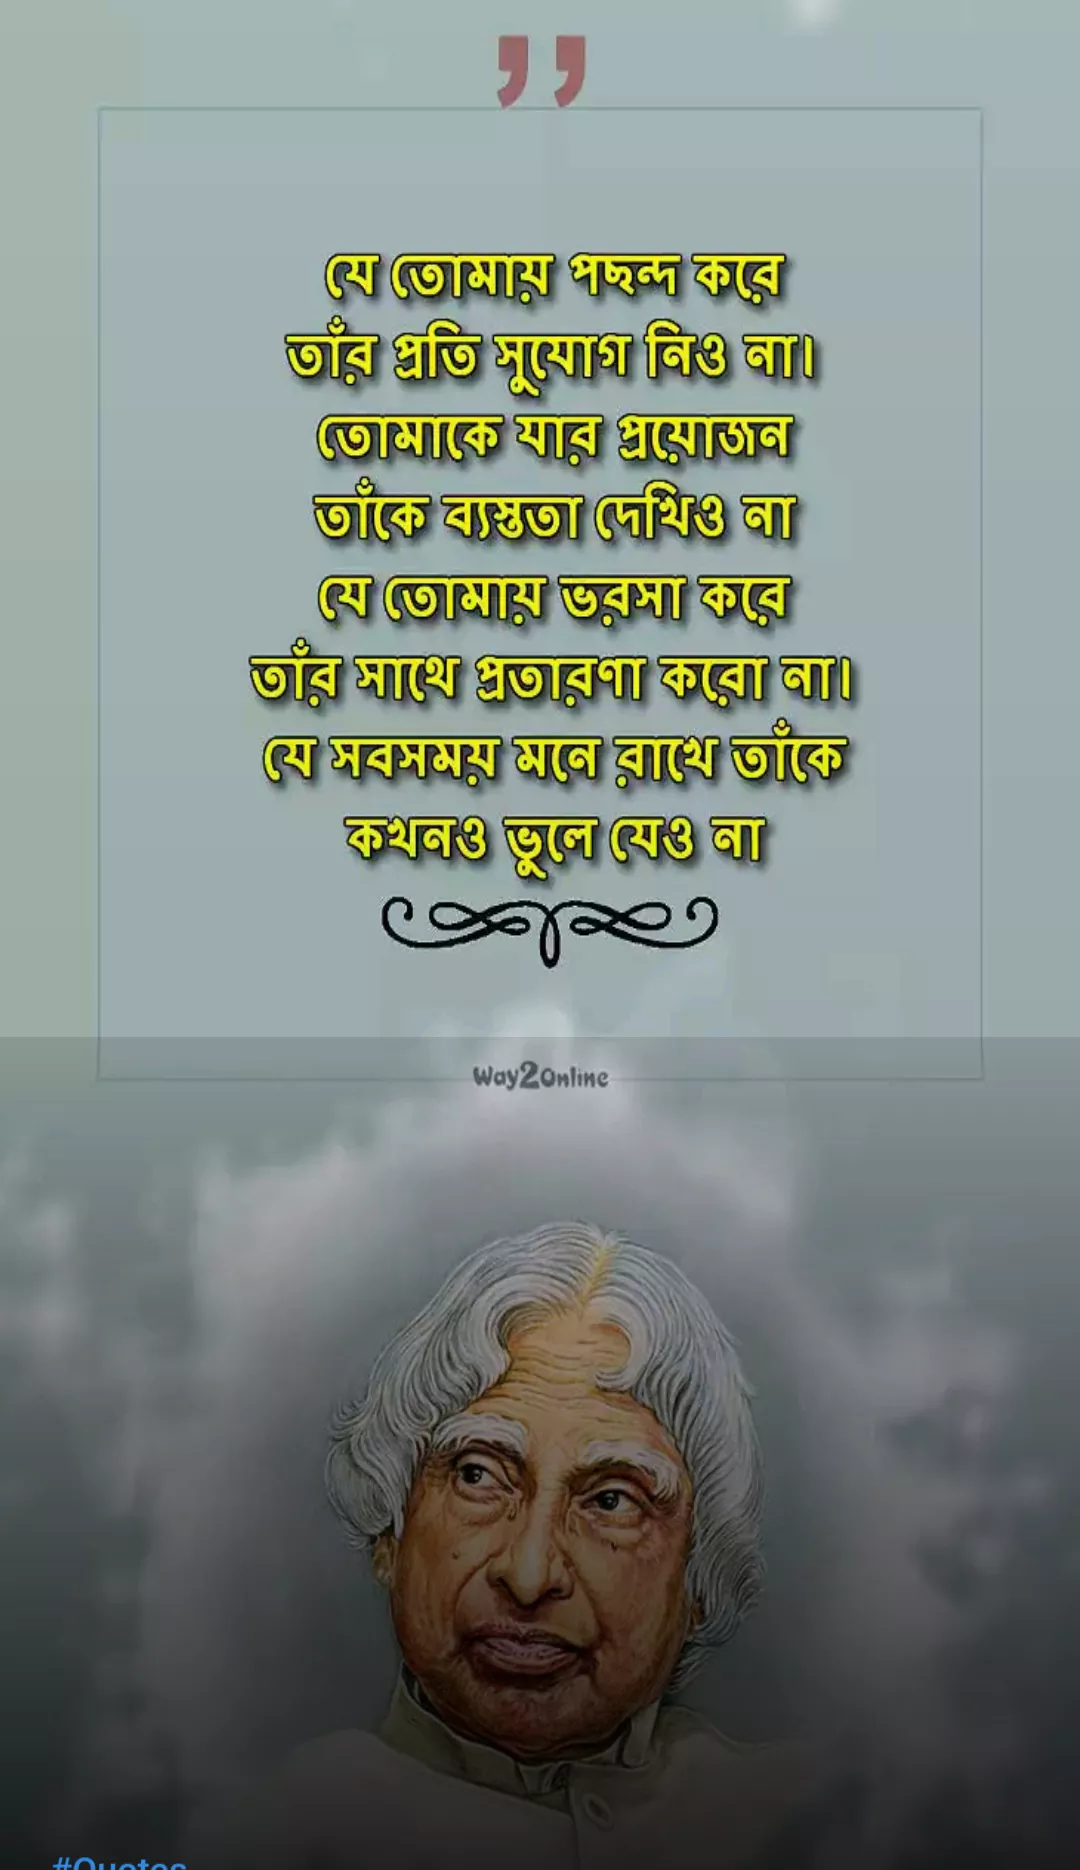 ”
যে তোমায় পছন্দ করে
তাঁর প্রতি সুযোগ নিও না।
তোমাকে যার প্রয়োজন
তাঁকে ব্যস্ততা দেখিও না
যে তোমায় ভরসা করে
তাঁর সাথে প্রতারণা করো না।
যে সবসময় মনে রাখে তাঁকে
কখনও ভুলে যেও না
Way2Online
#Quotes